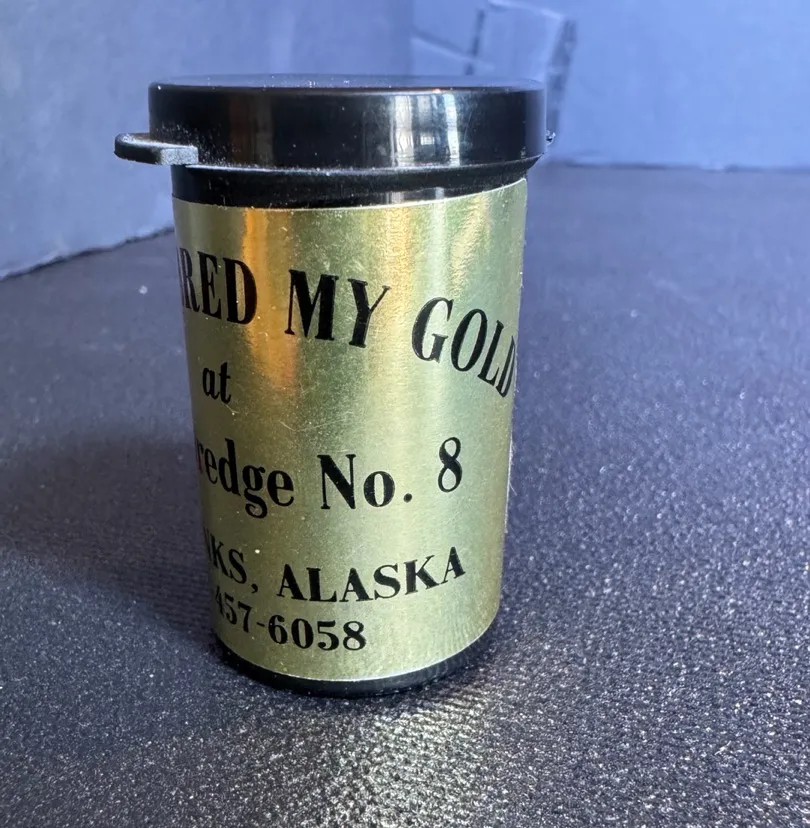 RED MY GOLD
at
redge No. 8
KS, ALASKA
457-6058